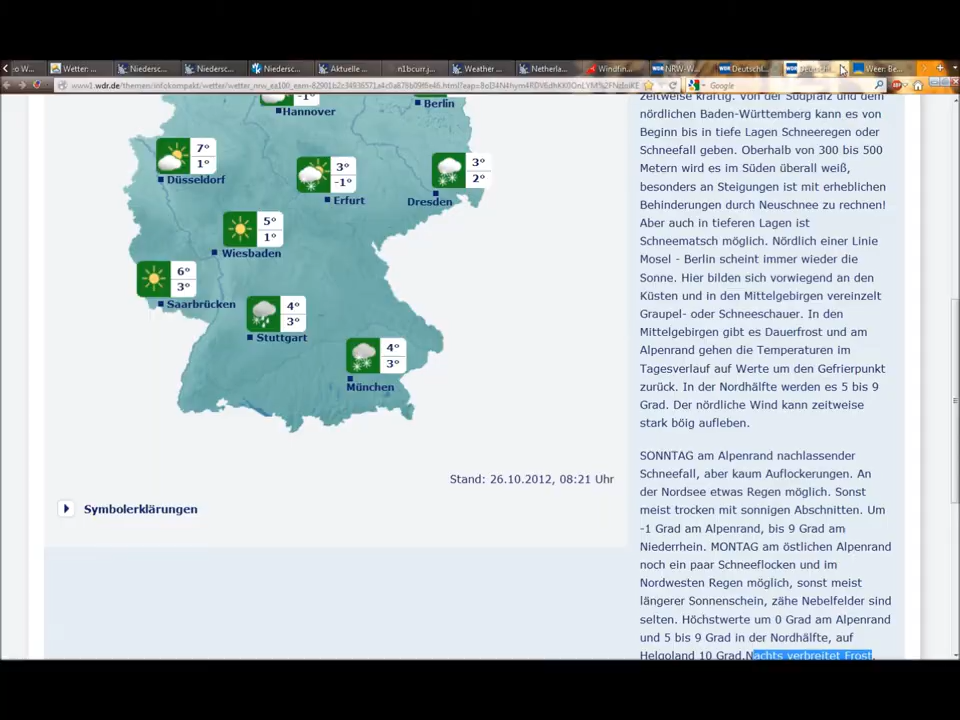 Wetter: ...
Niedersc...
Niedersc...
Niedersc...
Aktuelle ...
n1bcurr.j...
Weather ...
Netherla...
Windfin...
NRW-W...
Deutschl...
Weer: Be...
Google
Hannover
-1°
Berlin
7°
1°
Düsseldorf
3°
-1°
Erfurt
3°
2°
Dresden
5°
1°
Wiesbaden
6°
3°
Saarbrücken
4°
3°
Stuttgart
4°
3°
München
Stand: 26.10.2012, 08:21 Uhr
Symbolerklärungen
zeitweise kräftig. Von der Südpfalz und dem
nördlichen Baden-Württemberg kann es von
Beginn bis in tiefe Lagen Schneeregen oder
Schneefall geben. Oberhalb von 300 bis 500
Metern wird es im Süden überall weiß,
besonders an Steigungen ist mit erheblichen
Behinderungen durch Neuschnee zu rechnen!
Aber auch in tieferen Lagen ist
Schneematsch möglich. Nördlich einer Linie
Mosel - Berlin scheint immer wieder die
Sonne. Hier bilden sich vorwiegend an den
Küsten und in den Mittelgebirgen vereinzelt
Graupel- oder Schneeschauer. In den
Mittelgebirgen gibt es Dauerfrost und am
Alpenrand gehen die Temperaturen im
Tagesverlauf auf Werte um den Gefrierpunkt
zurück. In der Nordhälfte werden es 5 bis 9
Grad. Der nördliche Wind kann zeitweise
stark böig aufleben.
SONNTAG am Alpenrand nachlassender
Schneefall, aber kaum Auflockerungen. An
der Nordsee etwas Regen möglich. Sonst
meist trocken mit sonnigen Abschnitten. Um
-1 Grad am Alpenrand, bis 9 Grad am
Niederrhein. MONTAG am östlichen Alpenrand
noch ein paar Schneeflocken und im
Nordwesten Regen möglich, sonst meist
längerer Sonnenschein, zähe Nebelfelder sind
selten. Höchstwerte um 0 Grad am Alpenrand
und 5 bis 9 Grad in der Nordhälfte, auf
Helgoland 10 Grad.Nachts verbreitet Frost.